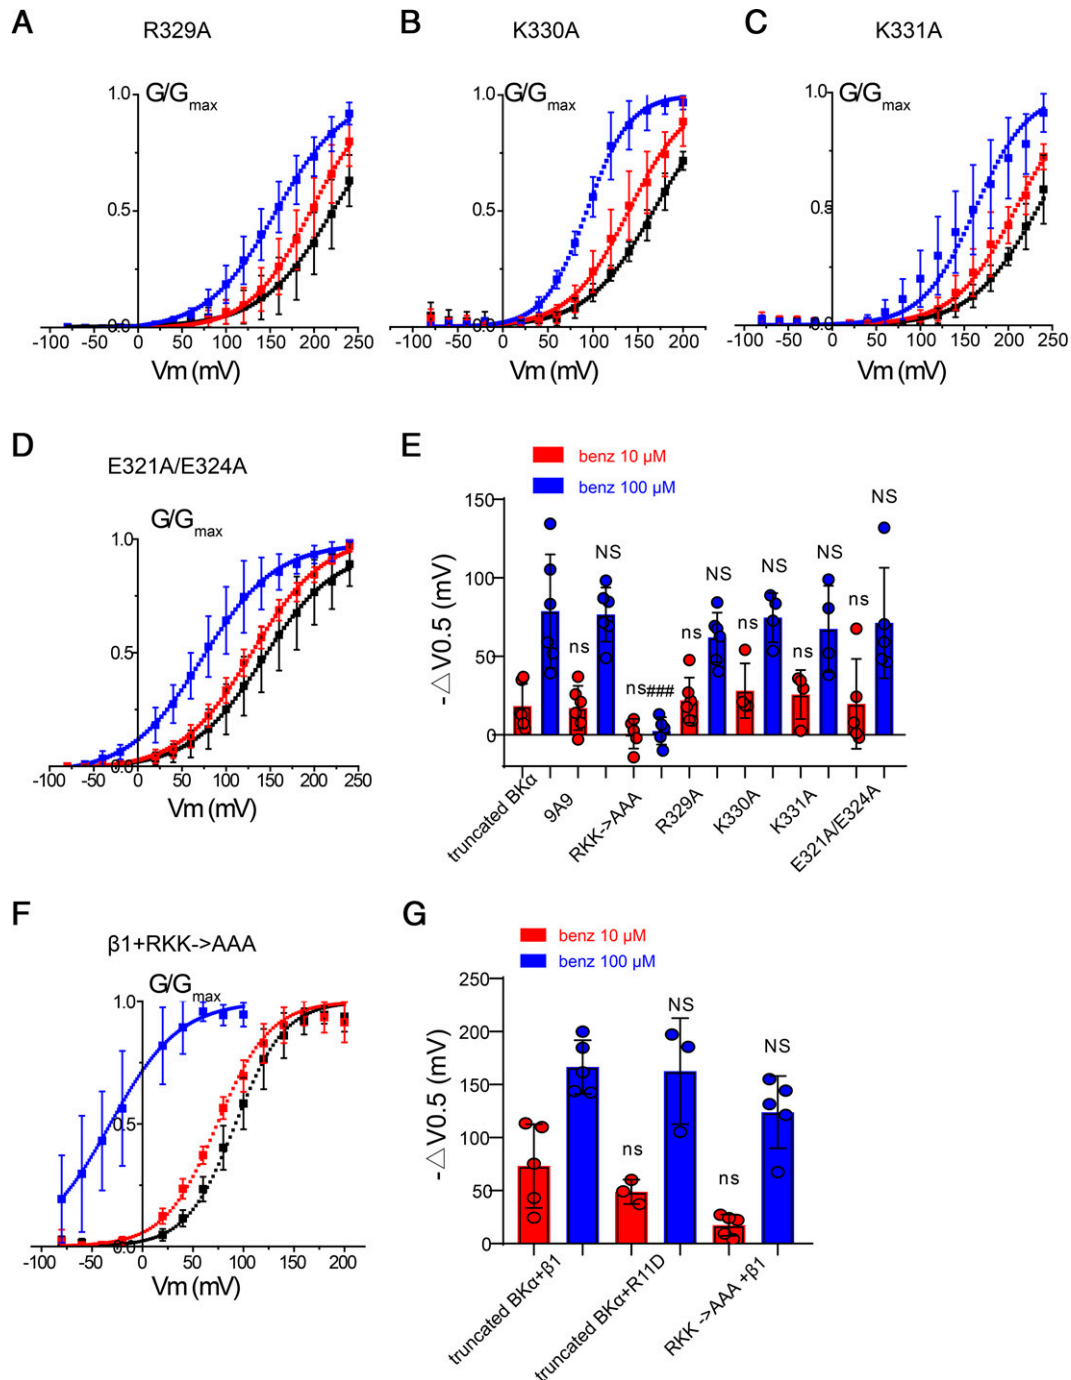 A
R329A
G/Gmax
1.0
0.5
0.0
-100 -50 0 50 100 150 200 250
Vm (mV)
B
K330A
G/Gmax
1.0
0.5
0.0
-100 -50 0 50 100 150 200
Vm (mV)
C
K331A
G/Gmax
1.0
0.5
0.0
-100 -50 0 50 100 150 200 250
Vm (mV)
D
E321A/E324A
G/Gmax
1.0
0.5
0.0
-100 -50 0 50 100 150 200 250
Vm (mV)
E
benz 10 µM
benz 100 µM
-△V0.5 (mV)
150
100
50
0
ns
NS
ns
###
ns
NS
ns
NS
ns
NS
ns
NS
truncated BKα
9A9
RKK->AAA
R329A
K330A
K331A
E321A/E324A
F
β1+RKK->AAA
G/Gmax
1.0
0.5
0.0
-100 -50 0 50 100 150 200
Vm (mV)
G
benz 10 µM
benz 100 µM
-△V0.5 (mV)
250
200
150
100
50
0
ns
NS
ns
NS
truncated BKα+β1
truncated BKα+R11D
RKK ->AAA +β1